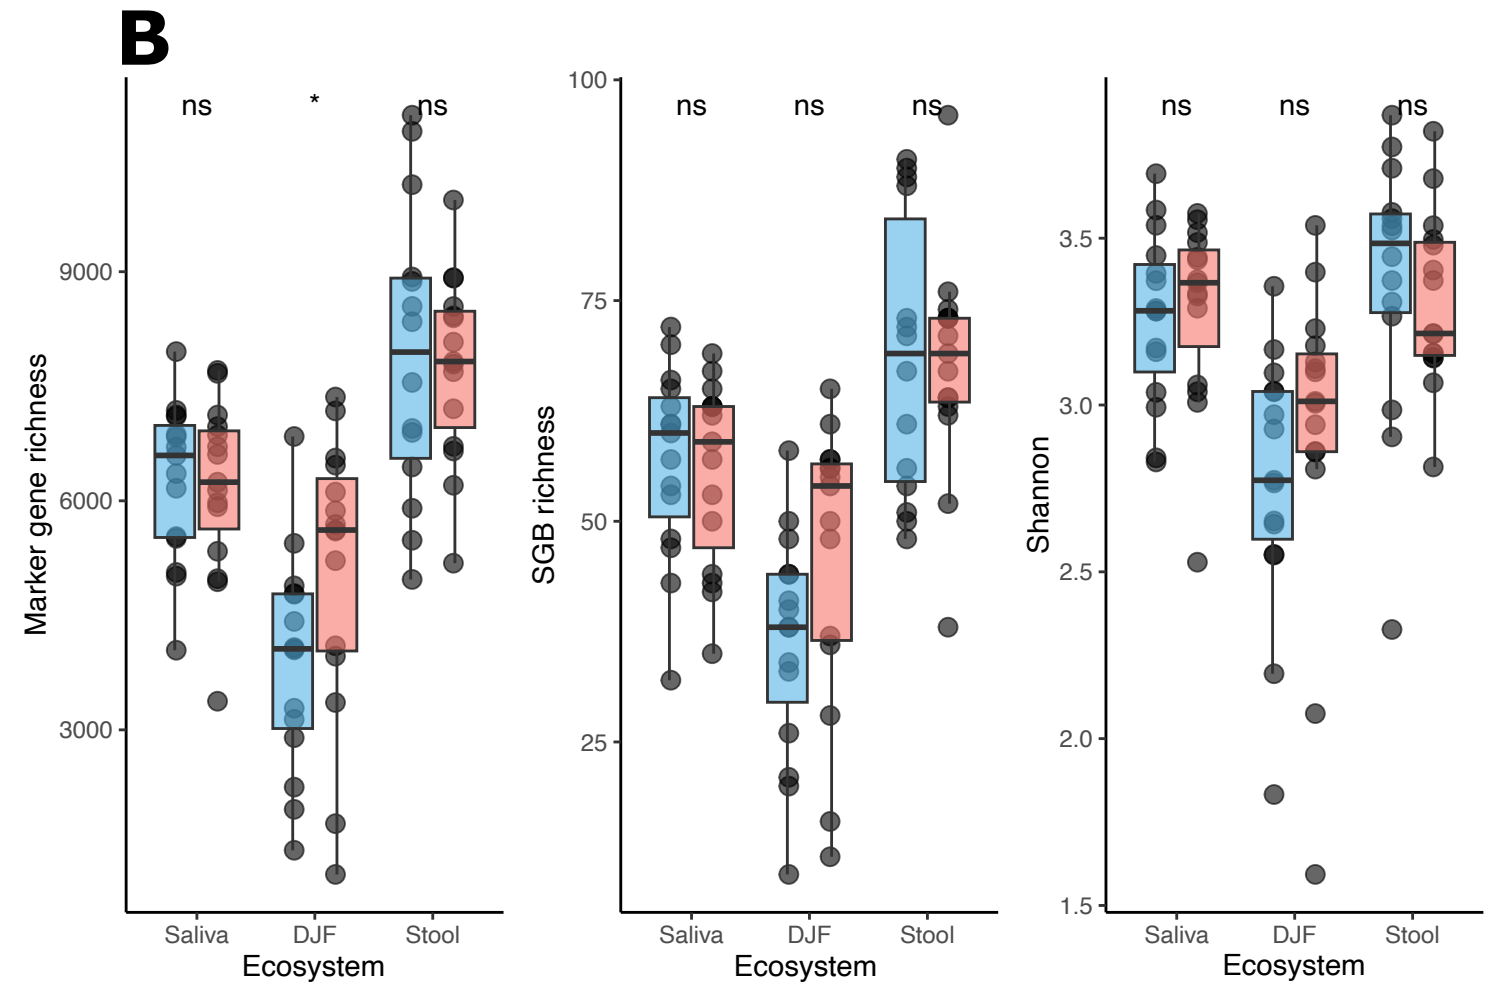 B
ns * ns
Marker gene richness
9000
6000
3000
Saliva DJF Stool
Ecosystem
ns ns ns
SGB richness
100
75
50
25
Saliva DJF Stool
Ecosystem
ns ns ns
Shannon
3.5
3.0
2.5
2.0
1.5
Saliva DJF Stool
Ecosystem